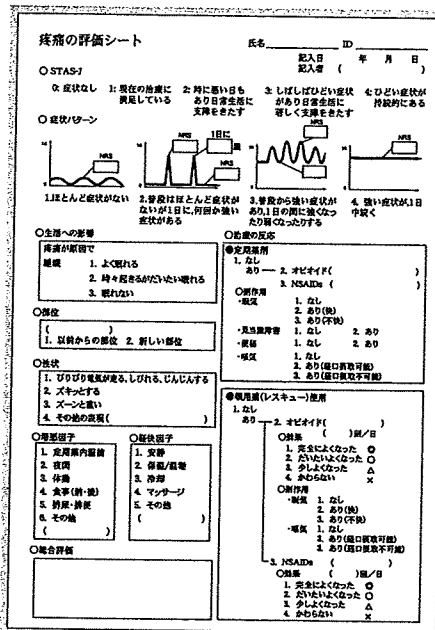 疼痛の評価シート
氏名 ID
記入日 年 月 日
記入者 ( )
○ STAS-J
0: 症状なし 1: 現在の治療に満足している 2: 時に悪い日もあり日常生活に支障をきたす 3: しばしばひどい症状があり日常生活に著しく支障をきたす 4: ひどい症状が持続的にある
○ 症状パターン
NRS NRS 1日に 回 NRS NRS NRS
1.ほとんど症状がない 2.普段はほとんど症状がないが1日に、何回か強い症状がある 3.普段から強い症状があり、1日の間に強くなったり弱くなったりする 4. 強い症状が、1日中続く
○生活への影響
疼痛が原因で
睡眠 1. よく眠れる
2. 時々起きるがだいたい眠れる
3. 眠れない
○部位
( )
1. 以前からの部位 2. 新しい部位
○性状
1. ぴりぴり電気が走る、しびれる、じんじんする
2. ズキッとする
3. ズーンと重い
4. その他の表現( )
○増悪因子
1. 定期薬内服前
2. 夜間
3. 体動
4. 食事(前・後)
5. 排尿・排便
6. その他
( )
○軽快因子
1. 安静
2. 保温/温罨
3. 冷却
4. マッサージ
5. その他
( )
○総合評価
○治療の反応
●定期薬剤
1. なし
あり 2. オピオイド( )
3. NSAIDs ( )
○副作用
・眠気 1. なし
2. あり(快)
3. あり(不快)
・見当識障害 1. なし 2. あり
・便秘 1. なし 2. あり
・嘔気 1. なし
2. あり(経口摂取可能)
3. あり(経口摂取不可能)
●頓用薬(レスキュー)使用
1. なし
あり 2. オピオイド( )
( )回/日
○効果
1. 完全によくなった ◎
2. だいたいよくなった ○
3. 少しよくなった △
4. かわらない ×
○副作用
・眠気 1. なし
2. あり(快)
3. あり(不快)
・嘔気 1. なし
2. あり(経口摂取可能)
3. あり(経口摂取不可能)
3. NSAIDs ( )
○効果 ( )回/日
1. 完全によくなった ◎
2. だいたいよくなった ○
3. 少しよくなった △
4. かわらない ×